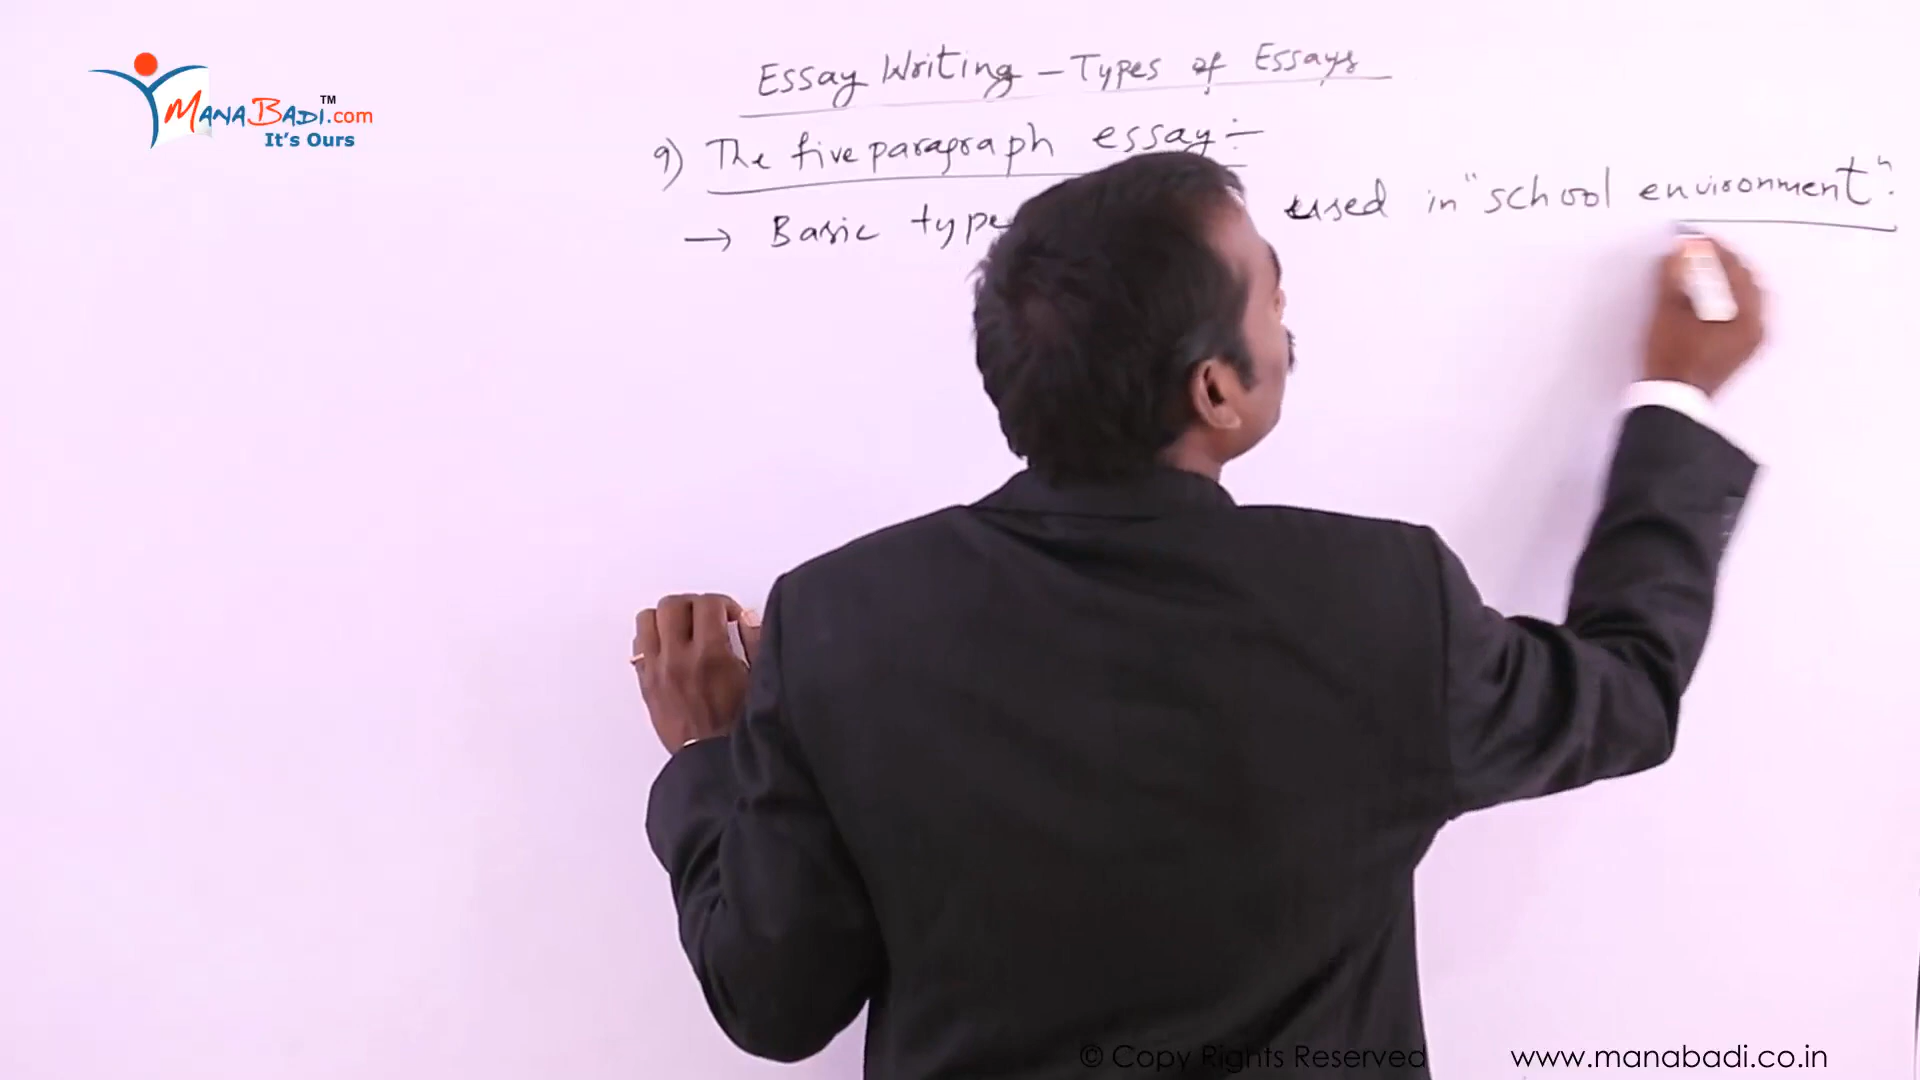 MANABADI.com™
It's Ours
Essay Writing – Types of Essays
9) The five paragraph essay :-
→ Basic type used in "school environment".
© Copy Rights Reserved www.manabadi.co.in